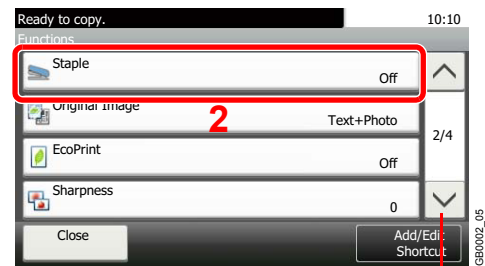 Ready to copy. 10:10
Functions
Staple
Off
Original Image
Text+Photo
2
2/4
EcoPrint
Off
Sharpness
0
Close
Add/Edit
Shortcut
GB0002_05